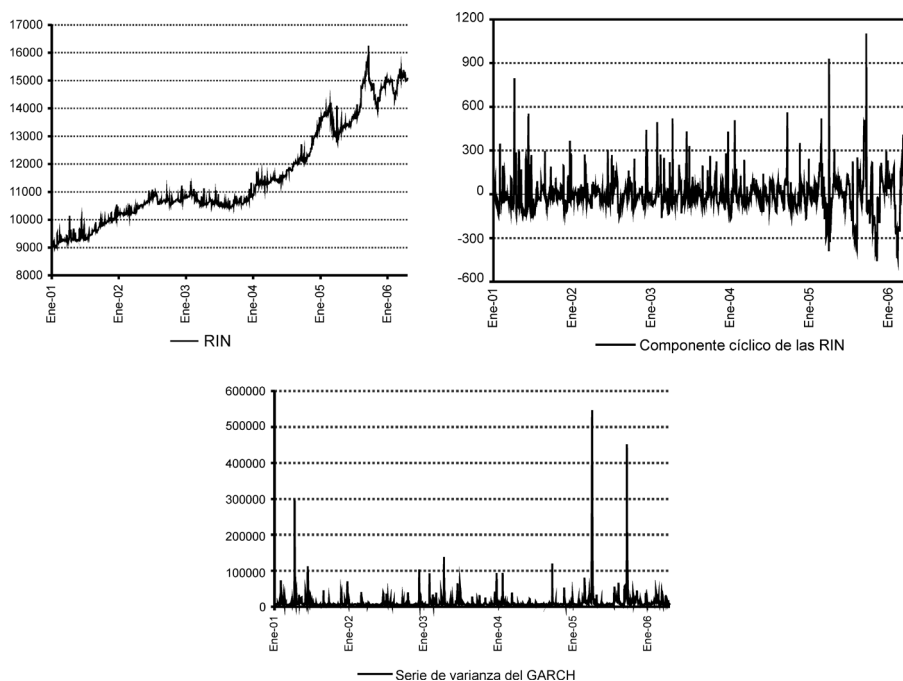 17000
16000
15000
14000
13000
12000
11000
10000
9000
8000
Ene-01
Ene-02
Ene-03
Ene-04
Ene-05
Ene-06
RIN
1200
900
600
300
0
-300
-600
Ene-01
Ene-02
Ene-03
Ene-04
Ene-05
Ene-06
Componente cíclico de las RIN
600000
500000
400000
300000
200000
100000
0
Ene-01
Ene-02
Ene-03
Ene-04
Ene-05
Ene-06
Serie de varianza del GARCH